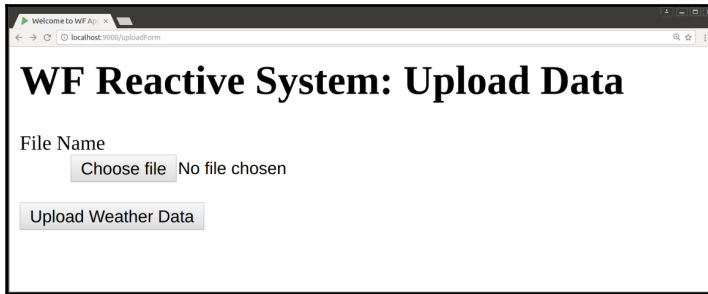 Welcome to WF Ap
localhost:9000/uploadForm
WF Reactive System: Upload Data
File Name
Choose file No file chosen
Upload Weather Data